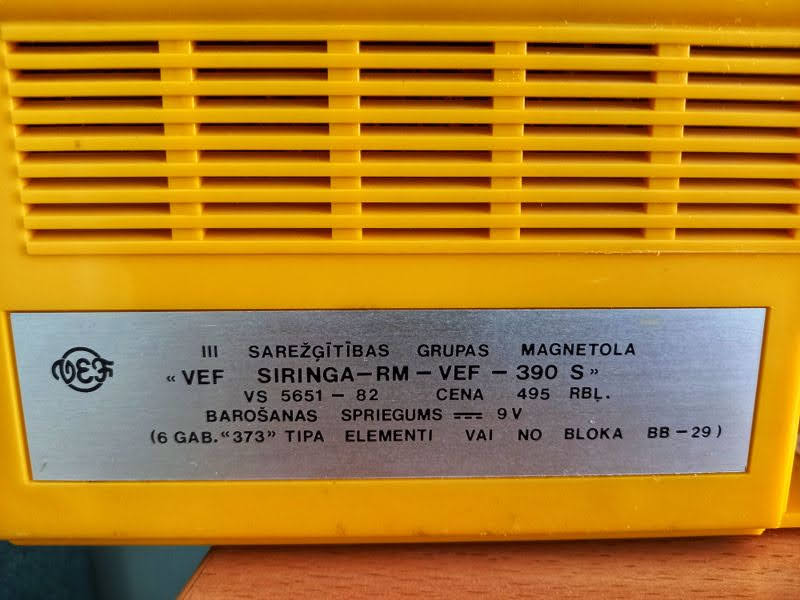 VEF
III SAREŽĢĪTĪBAS GRUPAS MAGNETOLA
«VEF SIRINGA–RM–VEF–390 S»
VS 5651–82 CENA 495 RBĻ.
BAROŠANAS SPRIEGUMS ⎓ 9V
(6 GAB.“373” TIPA ELEMENTI VAI NO BLOKA BB–29)